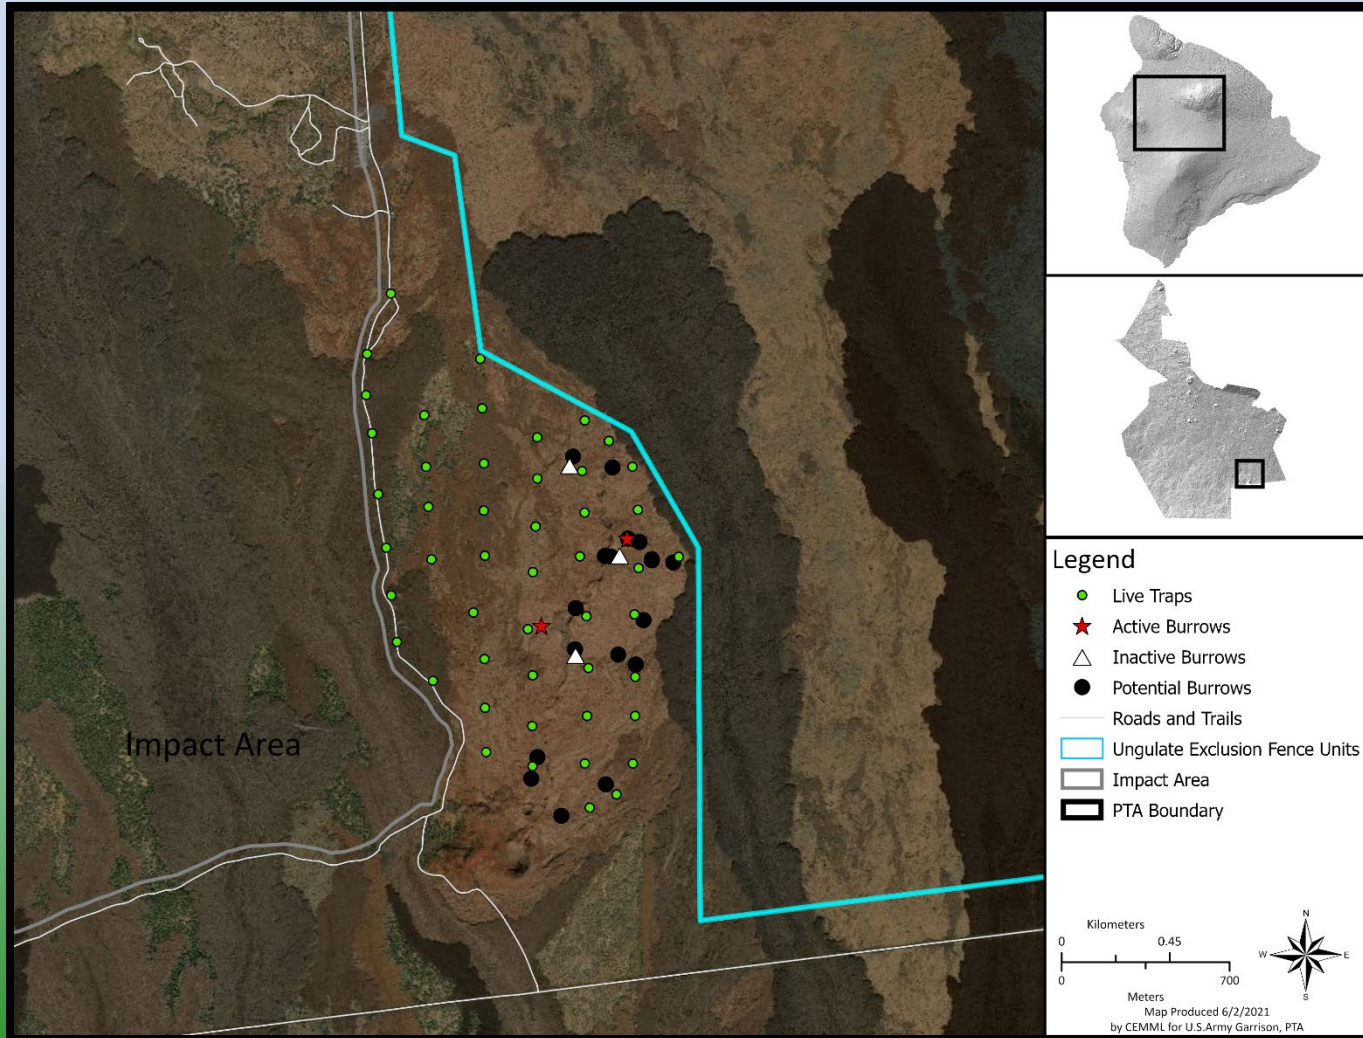 Impact Area
Legend
Live Traps
Active Burrows
Inactive Burrows
Potential Burrows
Roads and Trails
Ungulate Exclusion Fence Units
Impact Area
PTA Boundary
Kilometers
0 0.45
0 700
Meters
N
W E
S
Map Produced 6/2/2021
by CEMML for U.S.Army Garrison, PTA